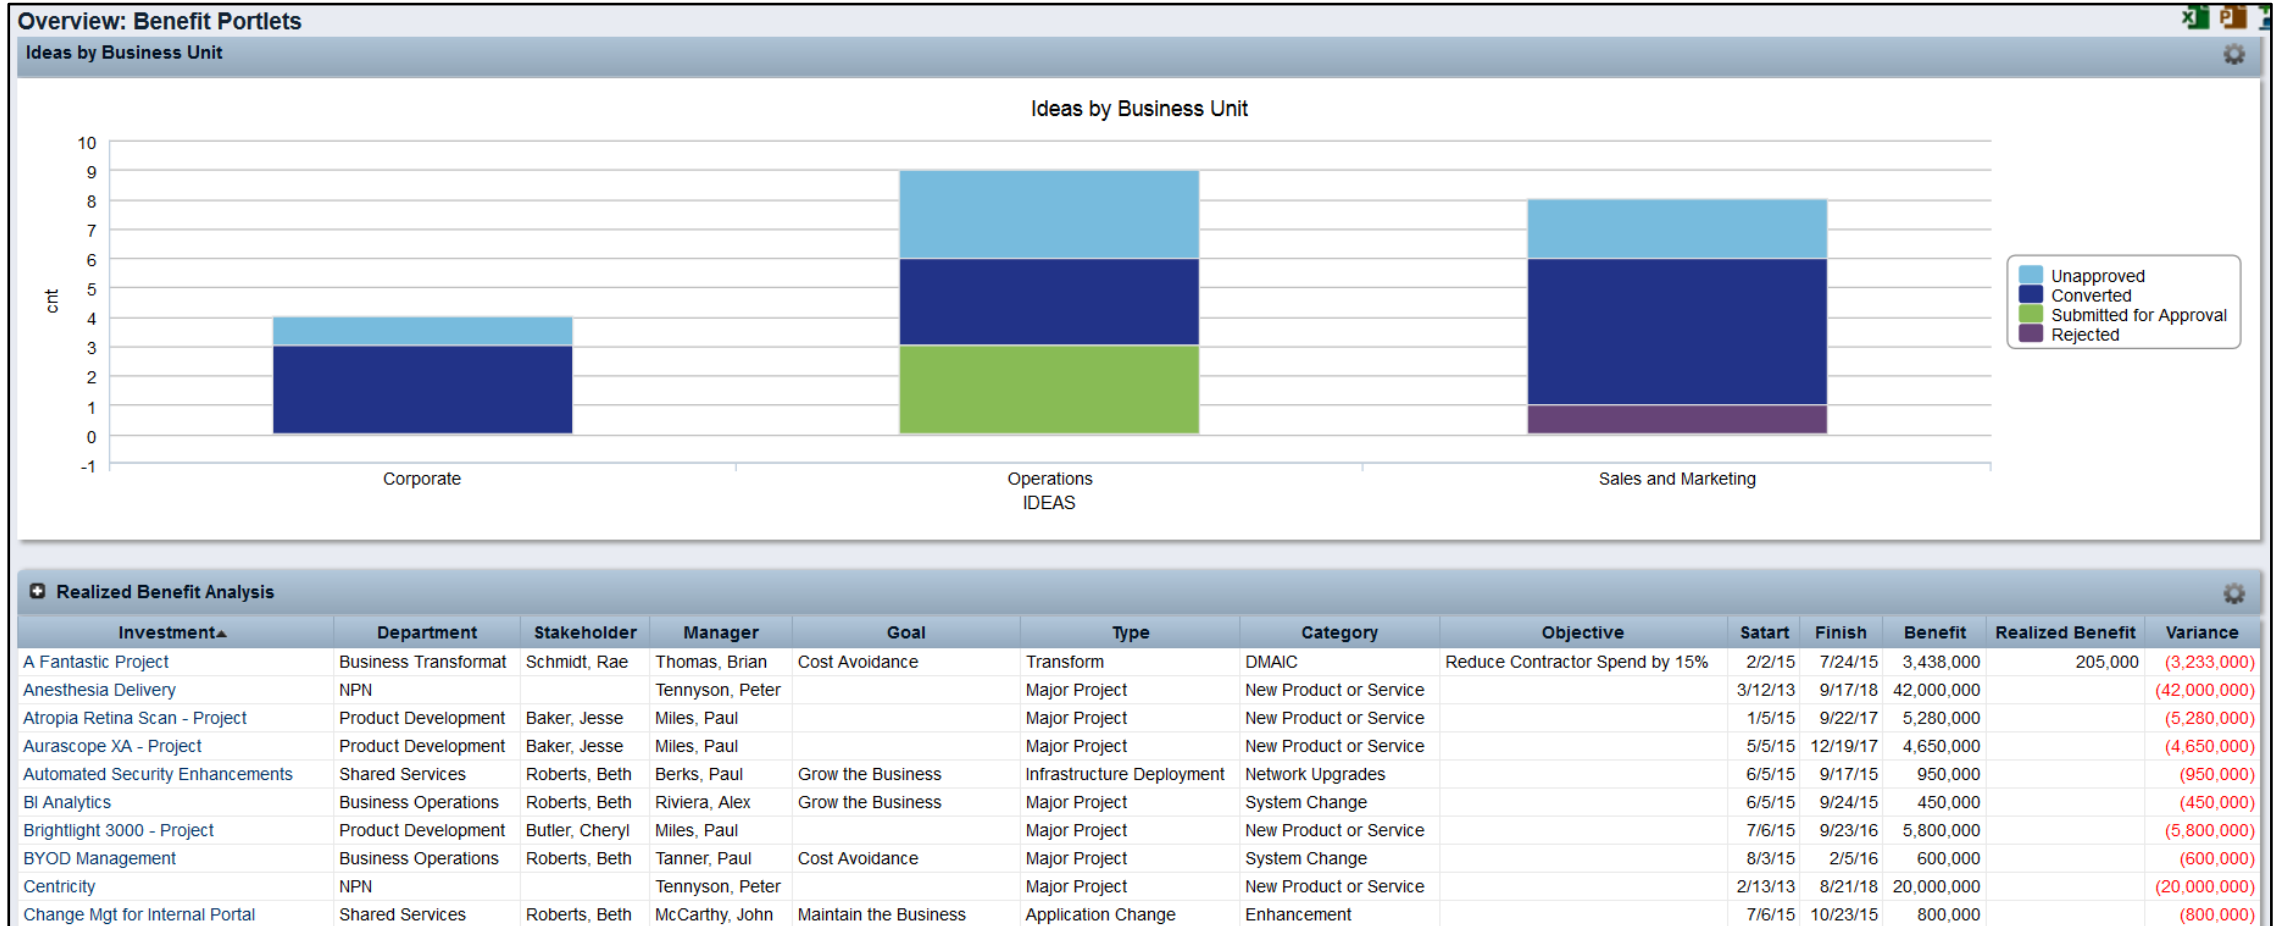 Overview: Benefit Portlets
Ideas by Business Unit
Ideas by Business Unit
10
9
8
7
6
5
4
3
2
1
0
-1
cnt
Corporate Operations Sales and Marketing
IDEAS
Unapproved
Converted
Submitted for Approval
Rejected
Realized Benefit Analysis
Investment Department Stakeholder Manager Goal Type Category Objective Satart Finish Benefit Realized Benefit Variance
A Fantastic Project Business Transformat Schmidt, Rae Thomas, Brian Cost Avoidance Transform DMAIC Reduce Contractor Spend by 15% 2/2/15 7/24/15 3,438,000 205,000 (3,233,000)
Anesthesia Delivery NPN Tennyson, Peter Major Project New Product or Service 3/12/13 9/17/18 42,000,000 (42,000,000)
Atropia Retina Scan - Project Product Development Baker, Jesse Miles, Paul Major Project New Product or Service 1/5/15 9/22/17 5,280,000 (5,280,000)
Aurascope XA - Project Product Development Baker, Jesse Miles, Paul Major Project New Product or Service 5/5/15 12/19/17 4,650,000 (4,650,000)
Automated Security Enhancements Shared Services Roberts, Beth Berks, Paul Grow the Business Infrastructure Deployment Network Upgrades 6/5/15 9/17/15 950,000 (950,000)
BI Analytics Business Operations Roberts, Beth Riviera, Alex Grow the Business Major Project System Change 6/5/15 9/24/15 450,000 (450,000)
Brightlight 3000 - Project Product Development Butler, Cheryl Miles, Paul Major Project New Product or Service 7/6/15 9/23/16 5,800,000 (5,800,000)
BYOD Management Business Operations Roberts, Beth Tanner, Paul Cost Avoidance Major Project System Change 8/3/15 2/5/16 600,000 (600,000)
Centricity NPN Tennyson, Peter Major Project New Product or Service 2/13/13 8/21/18 20,000,000 (20,000,000)
Change Mgt for Internal Portal Shared Services Roberts, Beth McCarthy, John Maintain the Business Application Change Enhancement 7/6/15 10/23/15 800,000 (800,000)